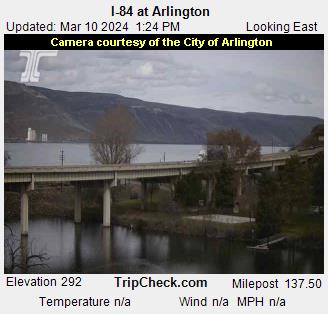 I-84 at Arlington
Updated: Mar 10 2024 1:24 PM Looking East
Camera courtesy of the City of Arlington
Elevation 292 TripCheck.com Milepost 137.50
Temperature n/a Wind n/a MPH n/a